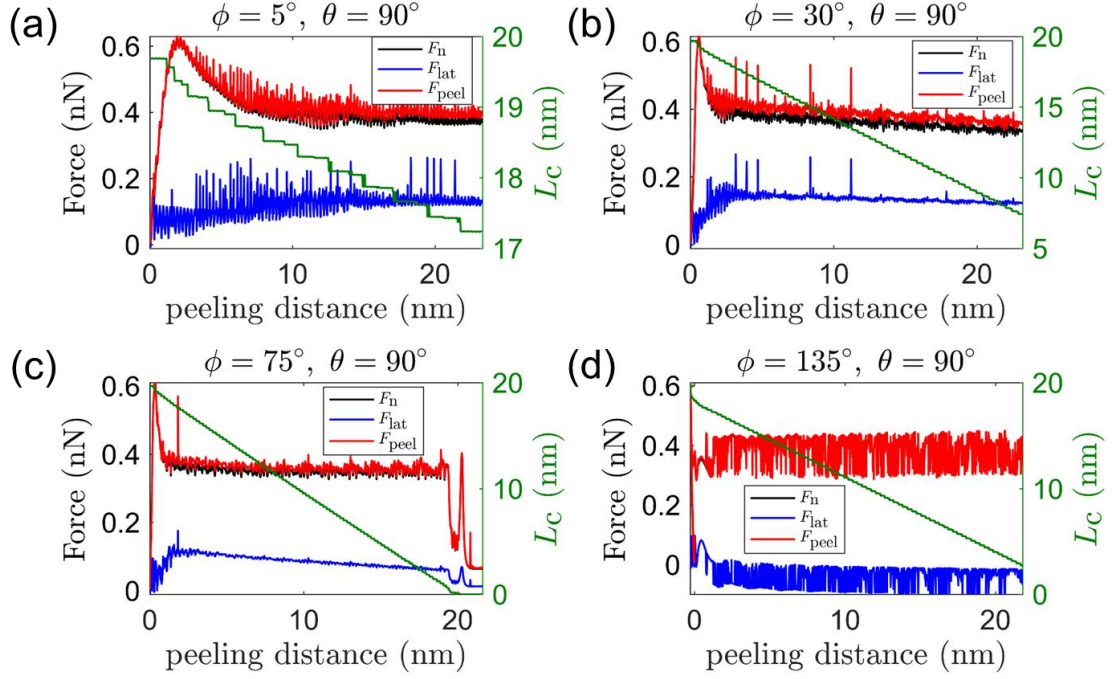 (a)
ϕ = 5°, θ = 90°
Force (nN)
0.6
0.4
0.2
0
F_n
F_lat
F_peel
20
19
18
17
L_c (nm)
0 10 20
peeling distance (nm)
(b)
ϕ = 30°, θ = 90°
Force (nN)
0.6
0.4
0.2
0
F_n
F_lat
F_peel
20
15
10
5
L_c (nm)
0 10 20
peeling distance (nm)
(c)
ϕ = 75°, θ = 90°
Force (nN)
0.6
0.4
0.2
0
F_n
F_lat
F_peel
20
10
0
L_c (nm)
0 10 20
peeling distance (nm)
(d)
ϕ = 135°, θ = 90°
Force (nN)
0.6
0.4
0.2
0
F_n
F_lat
F_peel
20
10
0
L_c (nm)
0 10 20
peeling distance (nm)